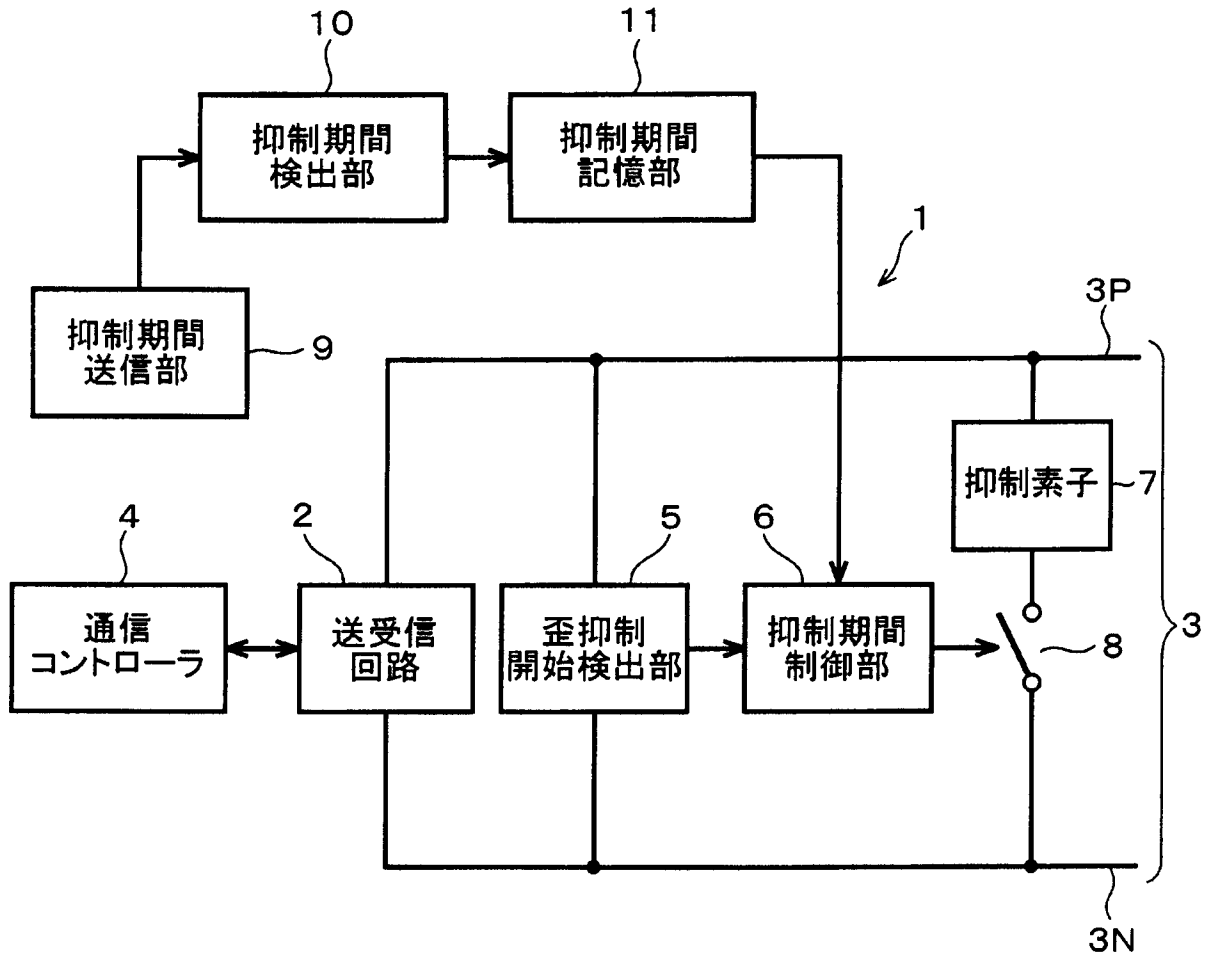 10
11
抑制期間
検出部
抑制期間
記憶部
1
3P
抑制期間
送信部
9
抑制素子
7
4
2
5
6
通信
コントローラ
送受信
回路
歪抑制
開始検出部
抑制期間
制御部
8
3
3N